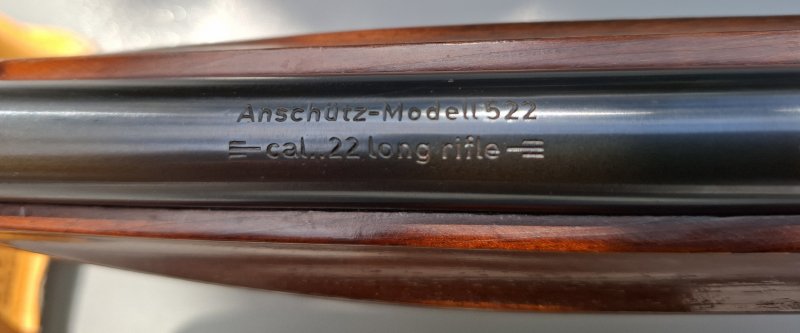 Anschütz-Modell 522
cal. .22 long rifle